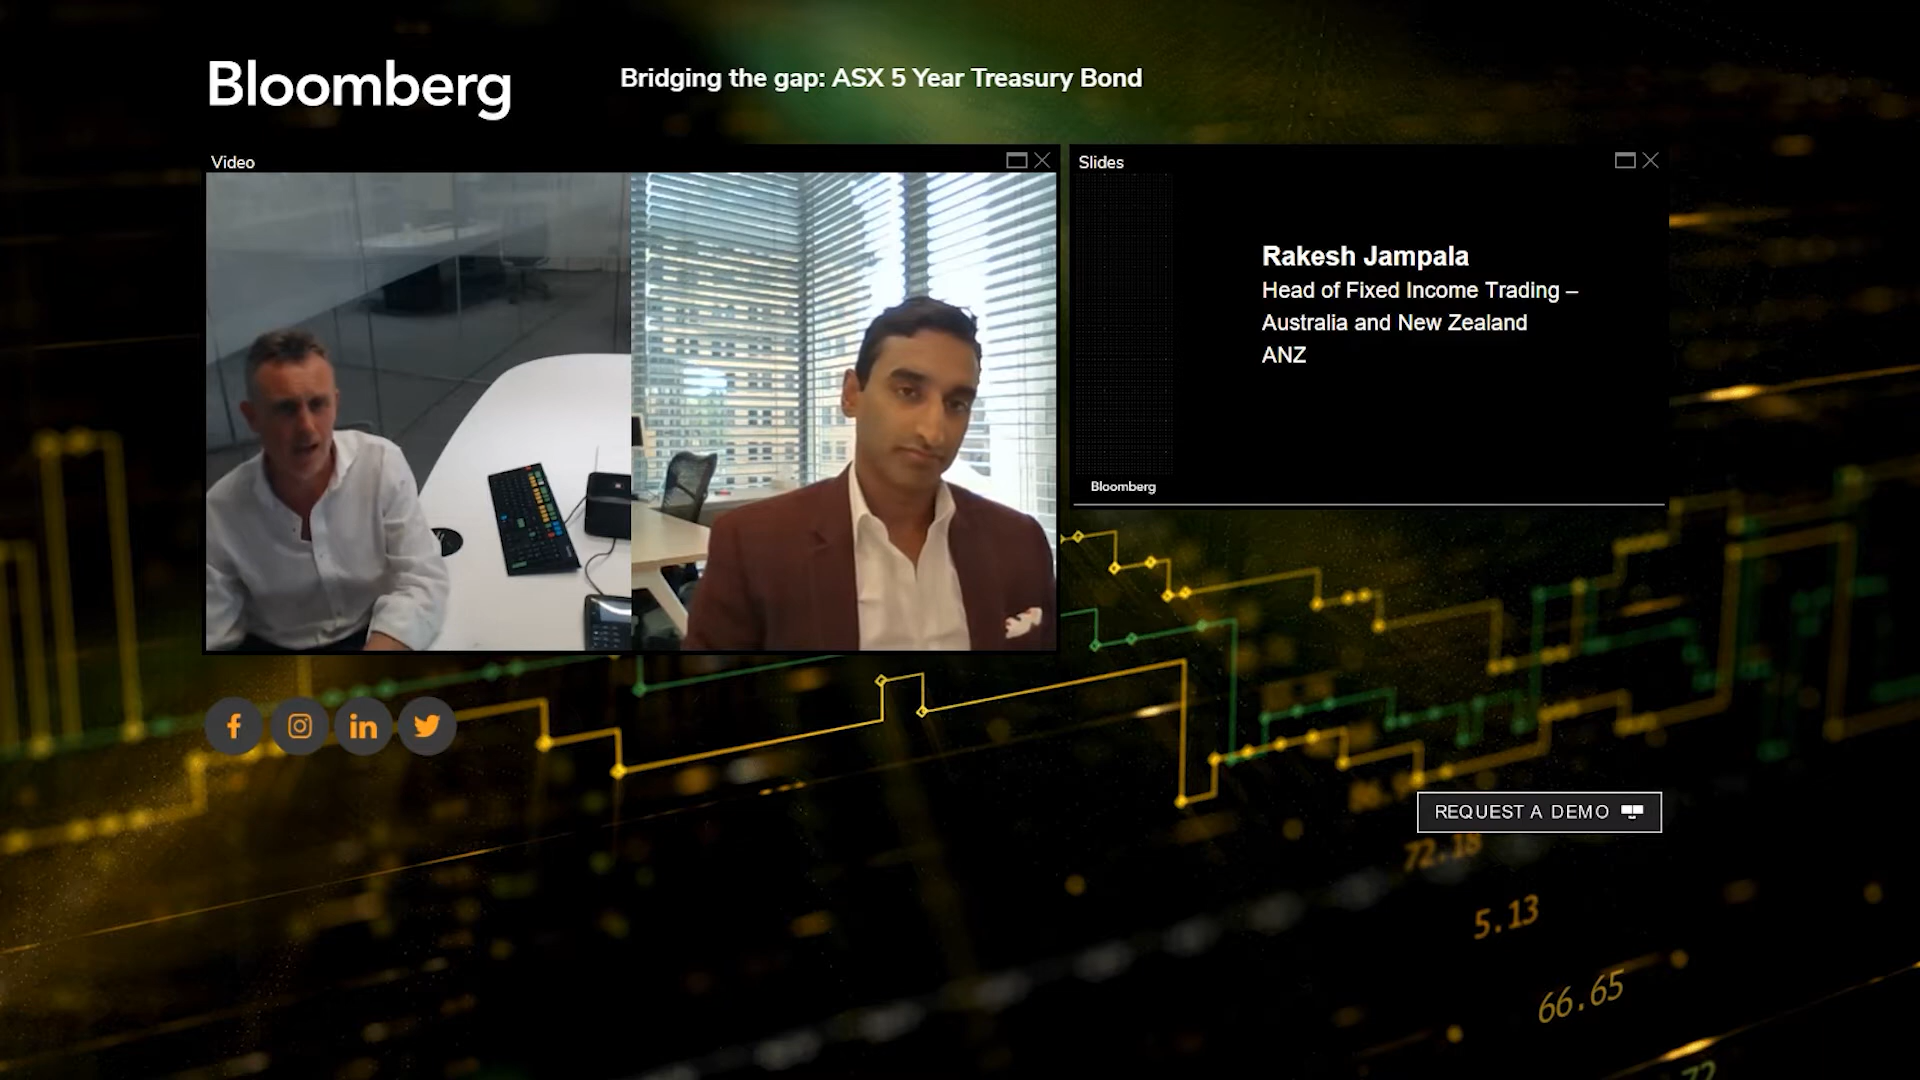 Bloomberg
Bridging the gap: ASX 5 Year Treasury Bond
Video
Slides
Rakesh Jampala
Head of Fixed Income Trading –
Australia and New Zealand
ANZ
Bloomberg
REQUEST A DEMO
72.18
5.13
66.65
72